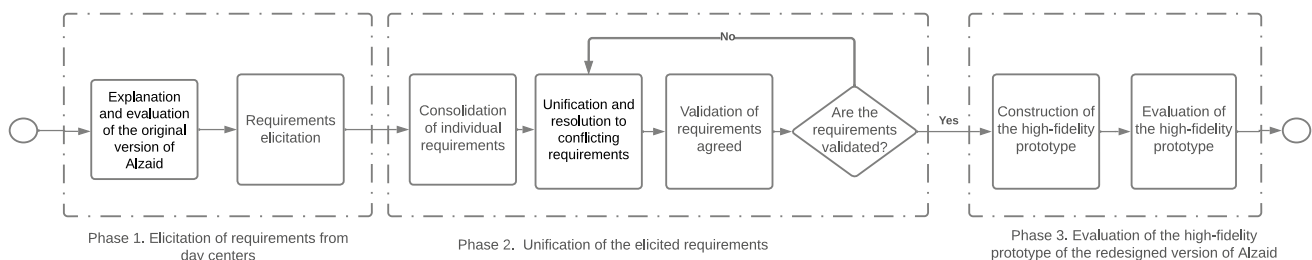 Explanation
and evaluation
of the original
version of
Alzaid
Requirements
elicitation
Phase 1. Elicitation of requirements from
day centers
No
Consolidation
of individual
requirements
Unification and
resolution to
conflicting
requirements
Validation of
requirements
agreed
Are the
requirements
validated?
Yes
Phase 2. Unification of the elicited requirements
Construction of
the high-fidelity
prototype
Evaluation of
the high-fidelity
prototype
Phase 3. Evaluation of the high-fidelity
prototype of the redesigned version of Alzaid